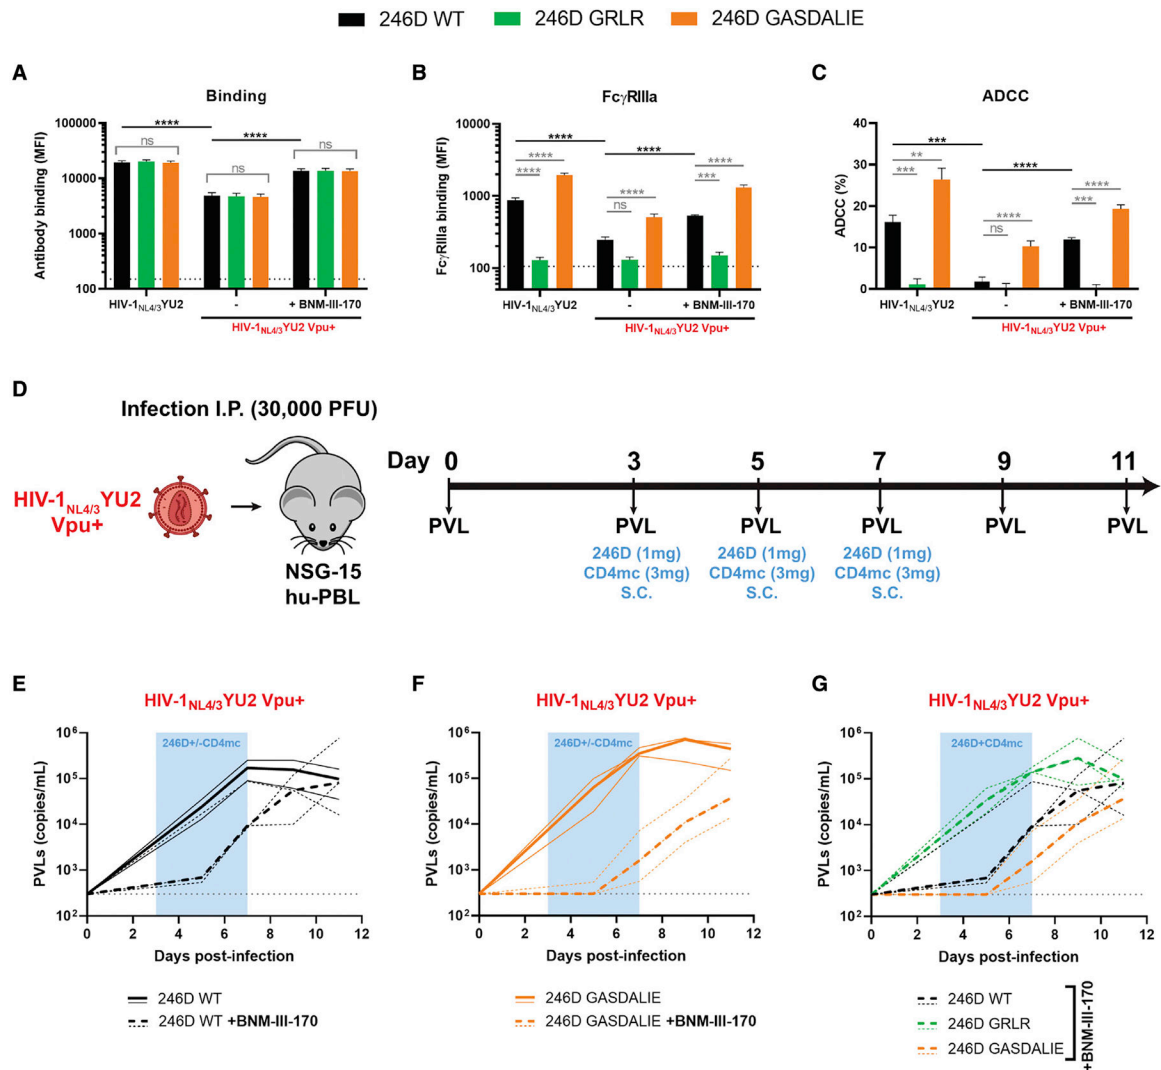 246D WT 246D GRLR 246D GASDALIE
A B C
Binding FcγRIIIa ADCC
Antibody binding (MFI)
100000
10000
1000
100
**** ****
ns ns ns
HIV-1NL4/3YU2 - + BNM-III-170
HIV-1NL4/3YU2 Vpu+
FcγRIIIa binding (MFI)
10000
1000
100
**** ****
**** **** ****
**** ns ***
HIV-1NL4/3YU2 - + BNM-III-170
HIV-1NL4/3YU2 Vpu+
ADCC (%)
40
30
20
10
0
*** ****
** **** ****
*** ns ***
HIV-1NL4/3YU2 - + BNM-III-170
HIV-1NL4/3YU2 Vpu+
D
Infection I.P. (30,000 PFU)
HIV-1NL4/3YU2
Vpu+
NSG-15
hu-PBL
Day 0 3 5 7 9 11
PVL PVL PVL PVL PVL PVL
246D (1mg) 246D (1mg) 246D (1mg)
CD4mc (3mg) CD4mc (3mg) CD4mc (3mg)
S.C. S.C. S.C.
E F G
HIV-1NL4/3YU2 Vpu+ HIV-1NL4/3YU2 Vpu+ HIV-1NL4/3YU2 Vpu+
PVLs (copies/mL)
10⁶
10⁵
10⁴
10³
10²
246D+/-CD4mc
0 2 4 6 8 10 12
Days post-infection
246D WT
246D WT +BNM-III-170
PVLs (copies/mL)
10⁶
10⁵
10⁴
10³
10²
246D+/-CD4mc
0 2 4 6 8 10 12
Days post-infection
246D GASDALIE
246D GASDALIE +BNM-III-170
PVLs (copies/mL)
10⁶
10⁵
10⁴
10³
10²
246D+CD4mc
0 2 4 6 8 10 12
Days post-infection
246D WT
246D GRLR
246D GASDALIE
+BNM-III-170